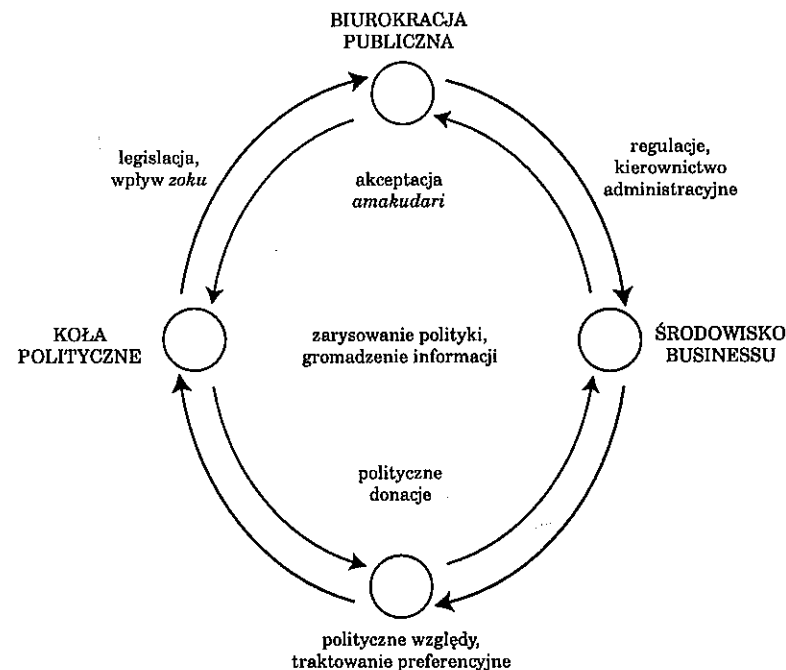 BIUROKRACJA
PUBLICZNA
legislacja,
wpływ zoku
akceptacja
amakudari
regulacje,
kierownictwo
administracyjne
KOŁA
POLITYCZNE
zarysowanie polityki,
gromadzenie informacji
ŚRODOWISKO
BUSINESSU
polityczne
donacje
polityczne względy,
traktowanie preferencyjne